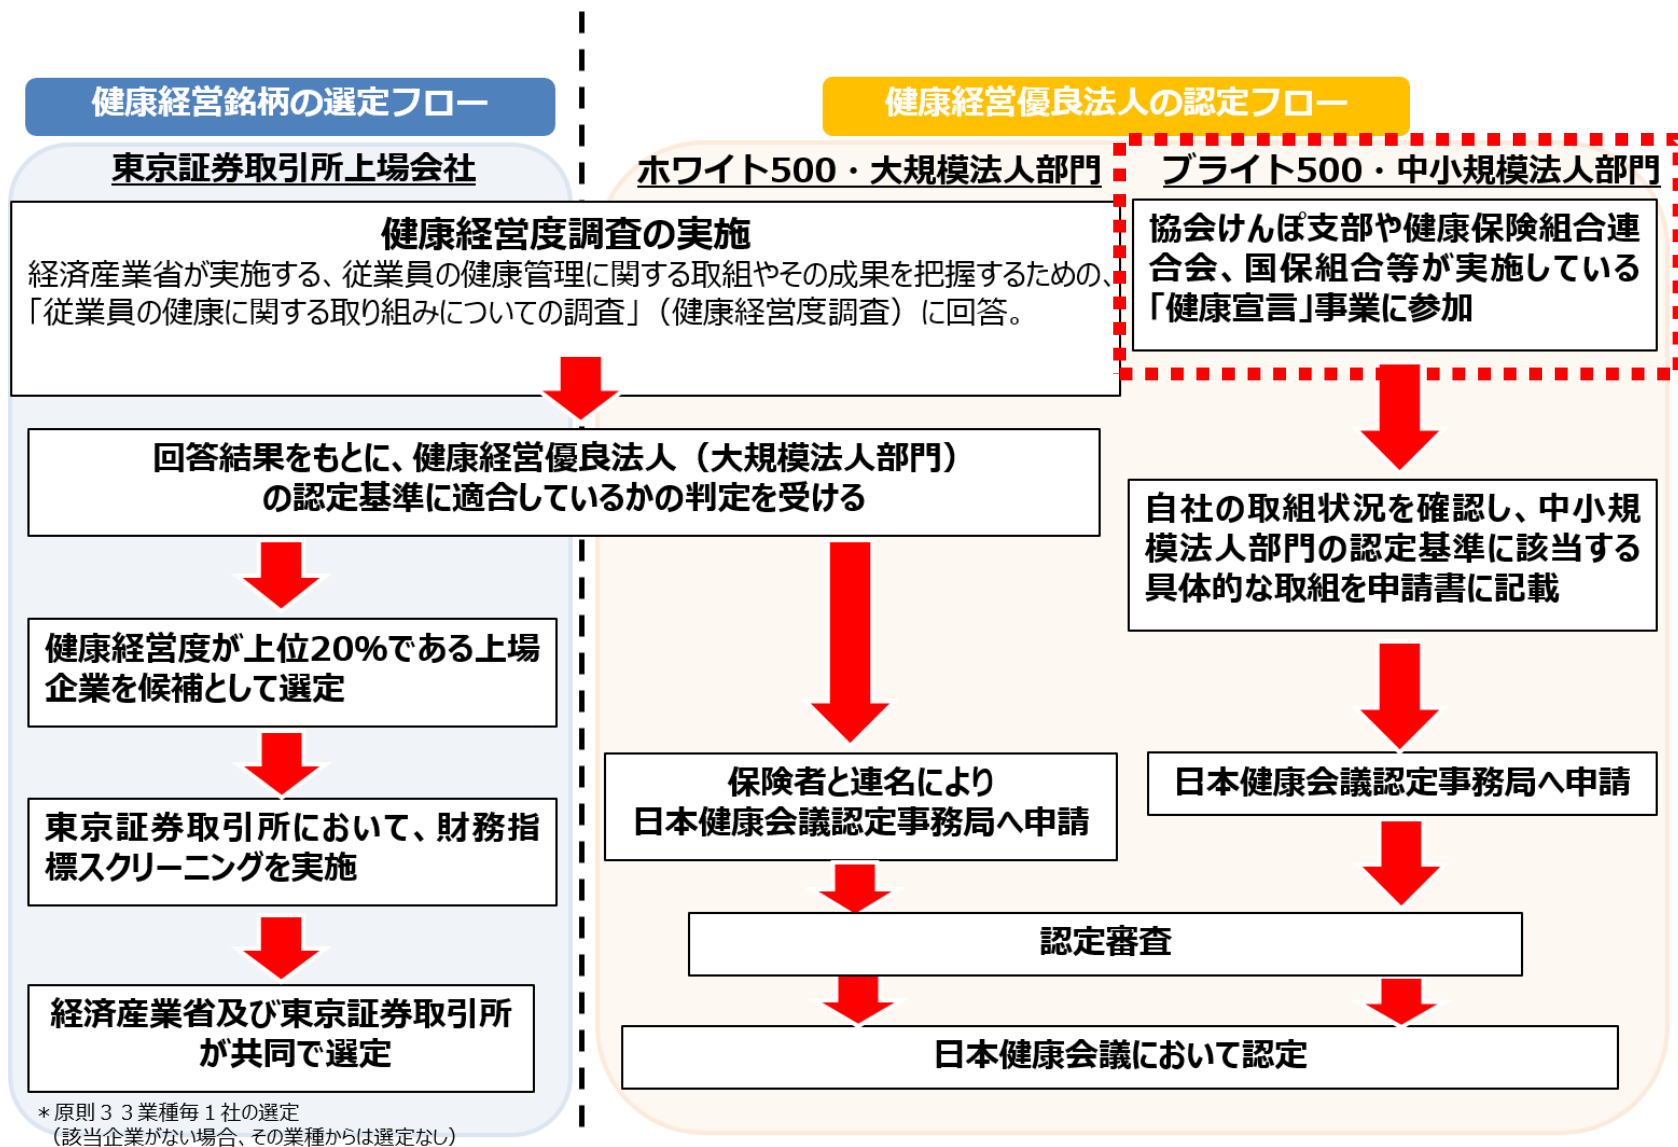 健康経営銘柄の選定フロー
健康経営優良法人の認定フロー
東京証券取引所上場会社
ホワイト500・大規模法人部門
ブライト500・中小規模法人部門
健康経営度調査の実施
経済産業省が実施する、従業員の健康管理に関する取組やその成果を把握するための、
「従業員の健康に関する取り組みについての調査」（健康経営度調査）に回答。
協会けんぽ支部や健康保険組合連
合会、国保組合等が実施している
「健康宣言」事業に参加
回答結果をもとに、健康経営優良法人（大規模法人部門）
の認定基準に適合しているかの判定を受ける
自社の取組状況を確認し、中小規
模法人部門の認定基準に該当する
具体的な取組を申請書に記載
健康経営度が上位20%である上場
企業を候補として選定
保険者と連名により
日本健康会議認定事務局へ申請
日本健康会議認定事務局へ申請
東京証券取引所において、財務指
標スクリーニングを実施
認定審査
経済産業省及び東京証券取引所
が共同で選定
日本健康会議において認定
＊原則３３業種毎１社の選定
（該当企業がない場合、その業種からは選定なし）